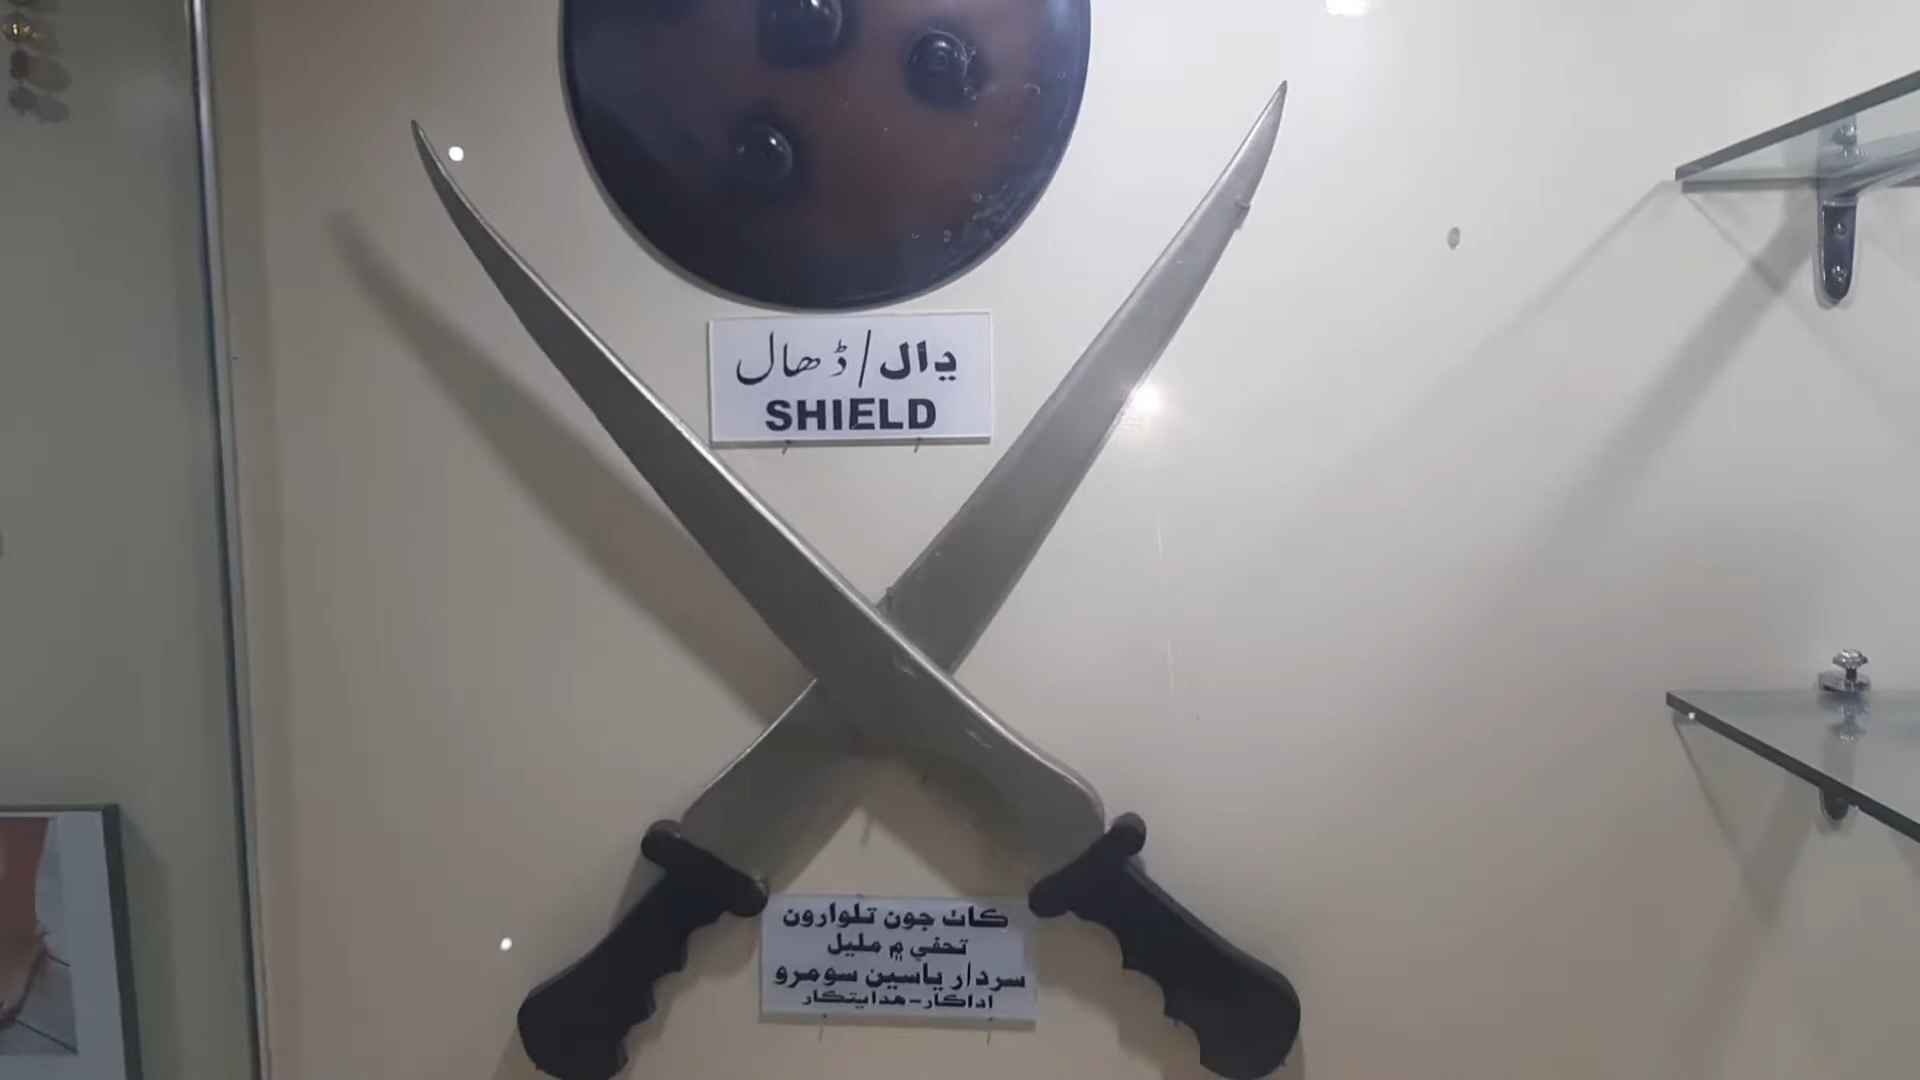 ڍال/ڈھال
SHIELD
ڪاٺ جون تلوارون
تحفي ۾ مليل
سردار ياسين سومرو
اداڪار-هدايتڪار